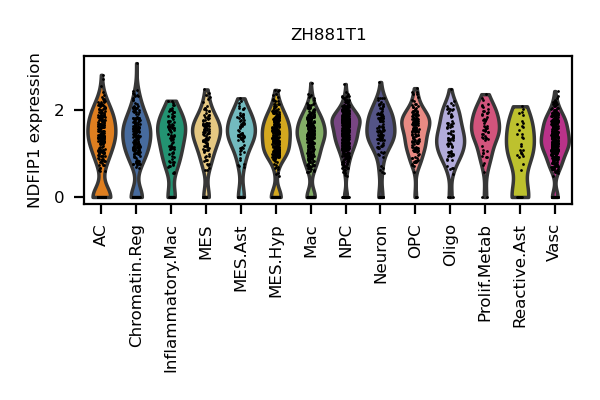 ZH881T1
NDFIP1 expression
2
0
AC
Chromatin.Reg
Inflammatory.Mac
MES
MES.Ast
MES.Hyp
Mac
NPC
Neuron
OPC
Oligo
Prolif.Metab
Reactive.Ast
Vasc